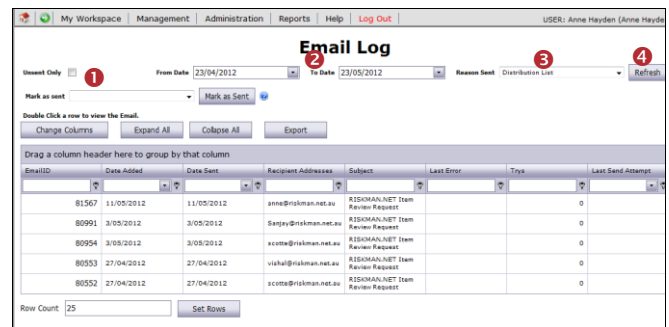 My Workspace | Management | Administration | Reports | Help | Log Out | USER: Anne Hayden (Anne Hayde
Email Log
1 2 3 4
Unsent Only From Date 23/04/2012 To Date 23/05/2012 Reason Sent Distribution List Refresh
Mark as sent Mark as Sent
Double Click a row to view the Email.
Change Columns Expand All Collapse All Export
Drag a column header here to group by that column
EmailID Date Added Date Sent Recipient Addresses Subject Last Error Trys Last Send Attempt
81567 11/05/2012 11/05/2012 anne@riskman.net.au RISKMAN.NET Item Review Request 0
80991 3/05/2012 3/05/2012 Sanjay@riskman.net.au RISKMAN.NET Item Review Request 0
80954 3/05/2012 3/05/2012 scotte@riskman.net.au RISKMAN.NET Item Review Request 0
80553 27/04/2012 27/04/2012 vishal@riskman.net.au RISKMAN.NET Item Review Request 0
80552 27/04/2012 27/04/2012 scotte@riskman.net.au RISKMAN.NET Item Review Request 0
Row Count 25 Set Rows